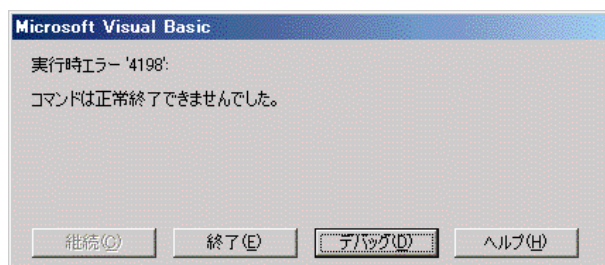 Microsoft Visual Basic
実行時エラー '4198':
コマンドは正常終了できませんでした。
継続(C)
終了(E)
デバッグ(D)
ヘルプ(H)